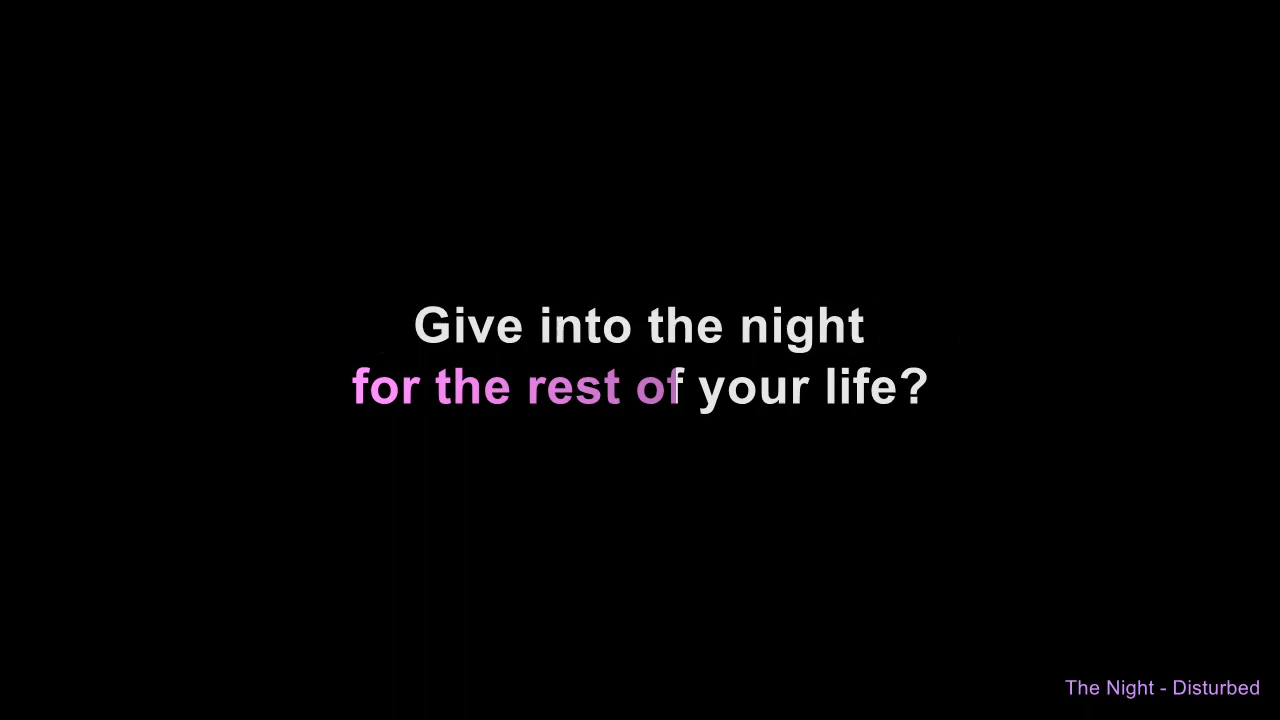 Give into the night
for the rest of your life?
The Night - Disturbed